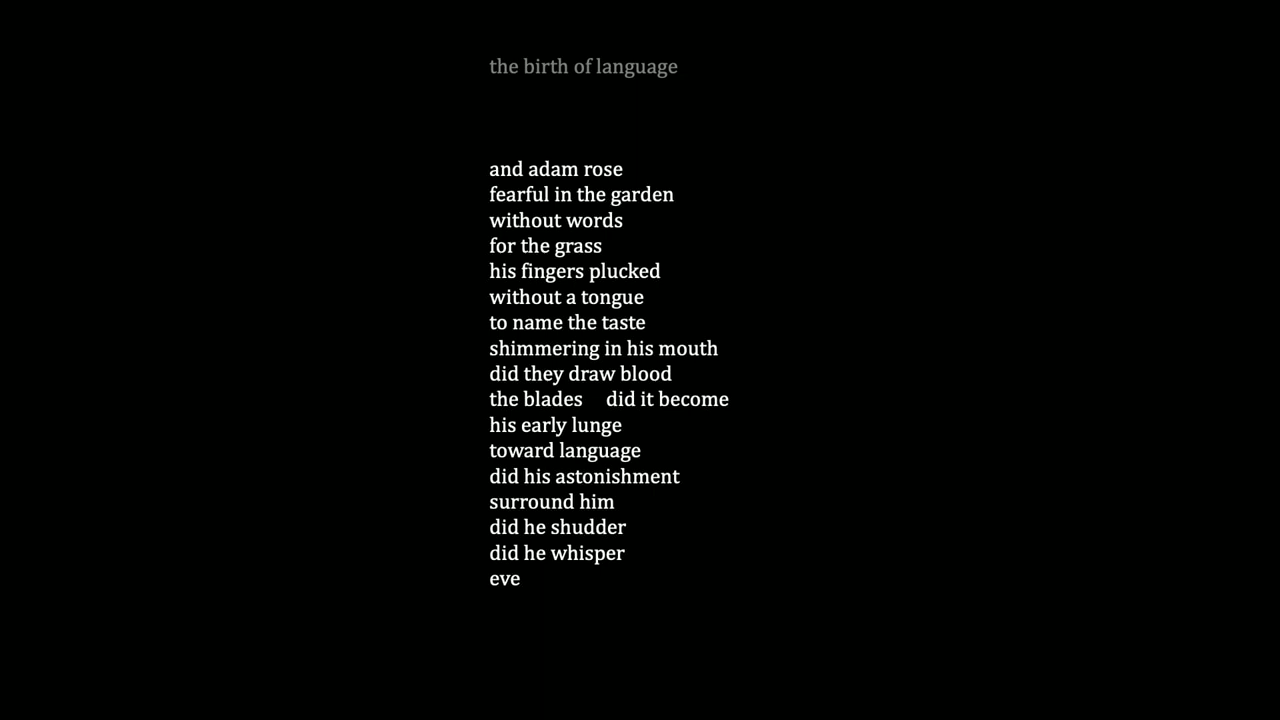 the birth of language
and adam rose
fearful in the garden
without words
for the grass
his fingers plucked
without a tongue
to name the taste
shimmering in his mouth
did they draw blood
the blades     did it become
his early lunge
toward language
did his astonishment
surround him
did he shudder
did he whisper
eve